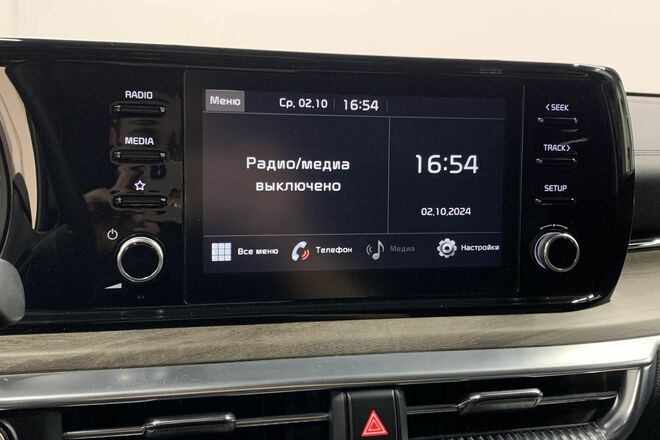 RADIO
MEDIA
Меню Ср, 02.10 16:54
Радио/медиа
выключено
16:54
02.10.2024
Все меню Телефон Медиа Настройки
< SEEK
TRACK >
SETUP